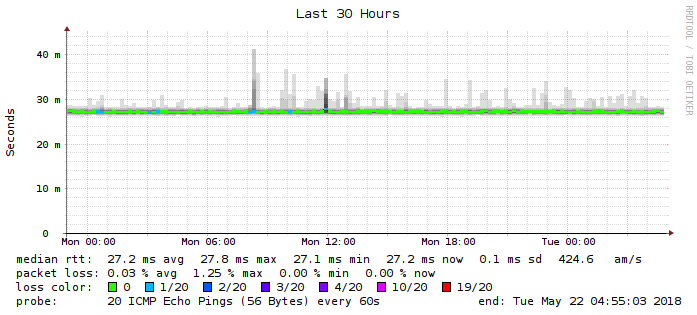 Last 30 Hours
RRDTOOL / TOBI OETIKER
Seconds
40 m
30 m
20 m
10 m
0
Mon 00:00 Mon 06:00 Mon 12:00 Mon 18:00 Tue 00:00
median rtt: 27.2 ms avg 27.8 ms max 27.1 ms min 27.2 ms now 0.1 ms sd 424.6 am/s
packet loss: 0.03 % avg 1.25 % max 0.00 % min 0.00 % now
loss color: 0 1/20 2/20 3/20 4/20 10/20 19/20
probe: 20 ICMP Echo Pings (56 Bytes) every 60s end: Tue May 22 04:55:03 2018